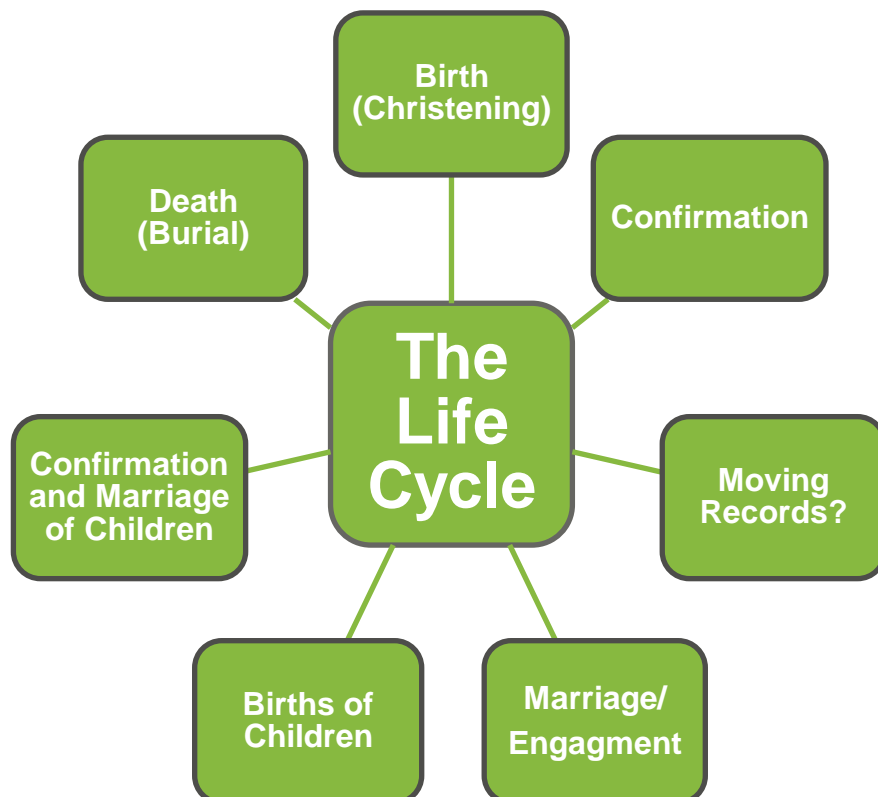 Birth
(Christening)
Death
(Burial)
Confirmation
The
Life
Cycle
Confirmation
and Marriage
of Children
Moving
Records?
Births of
Children
Marriage/
Engagment